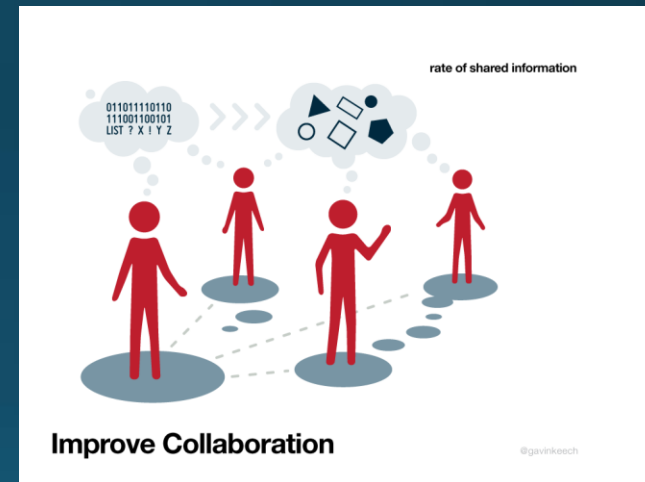 rate of shared information
011011110110
111001100101
LIST ? X ! Y Z
Improve Collaboration
@gavinkeech